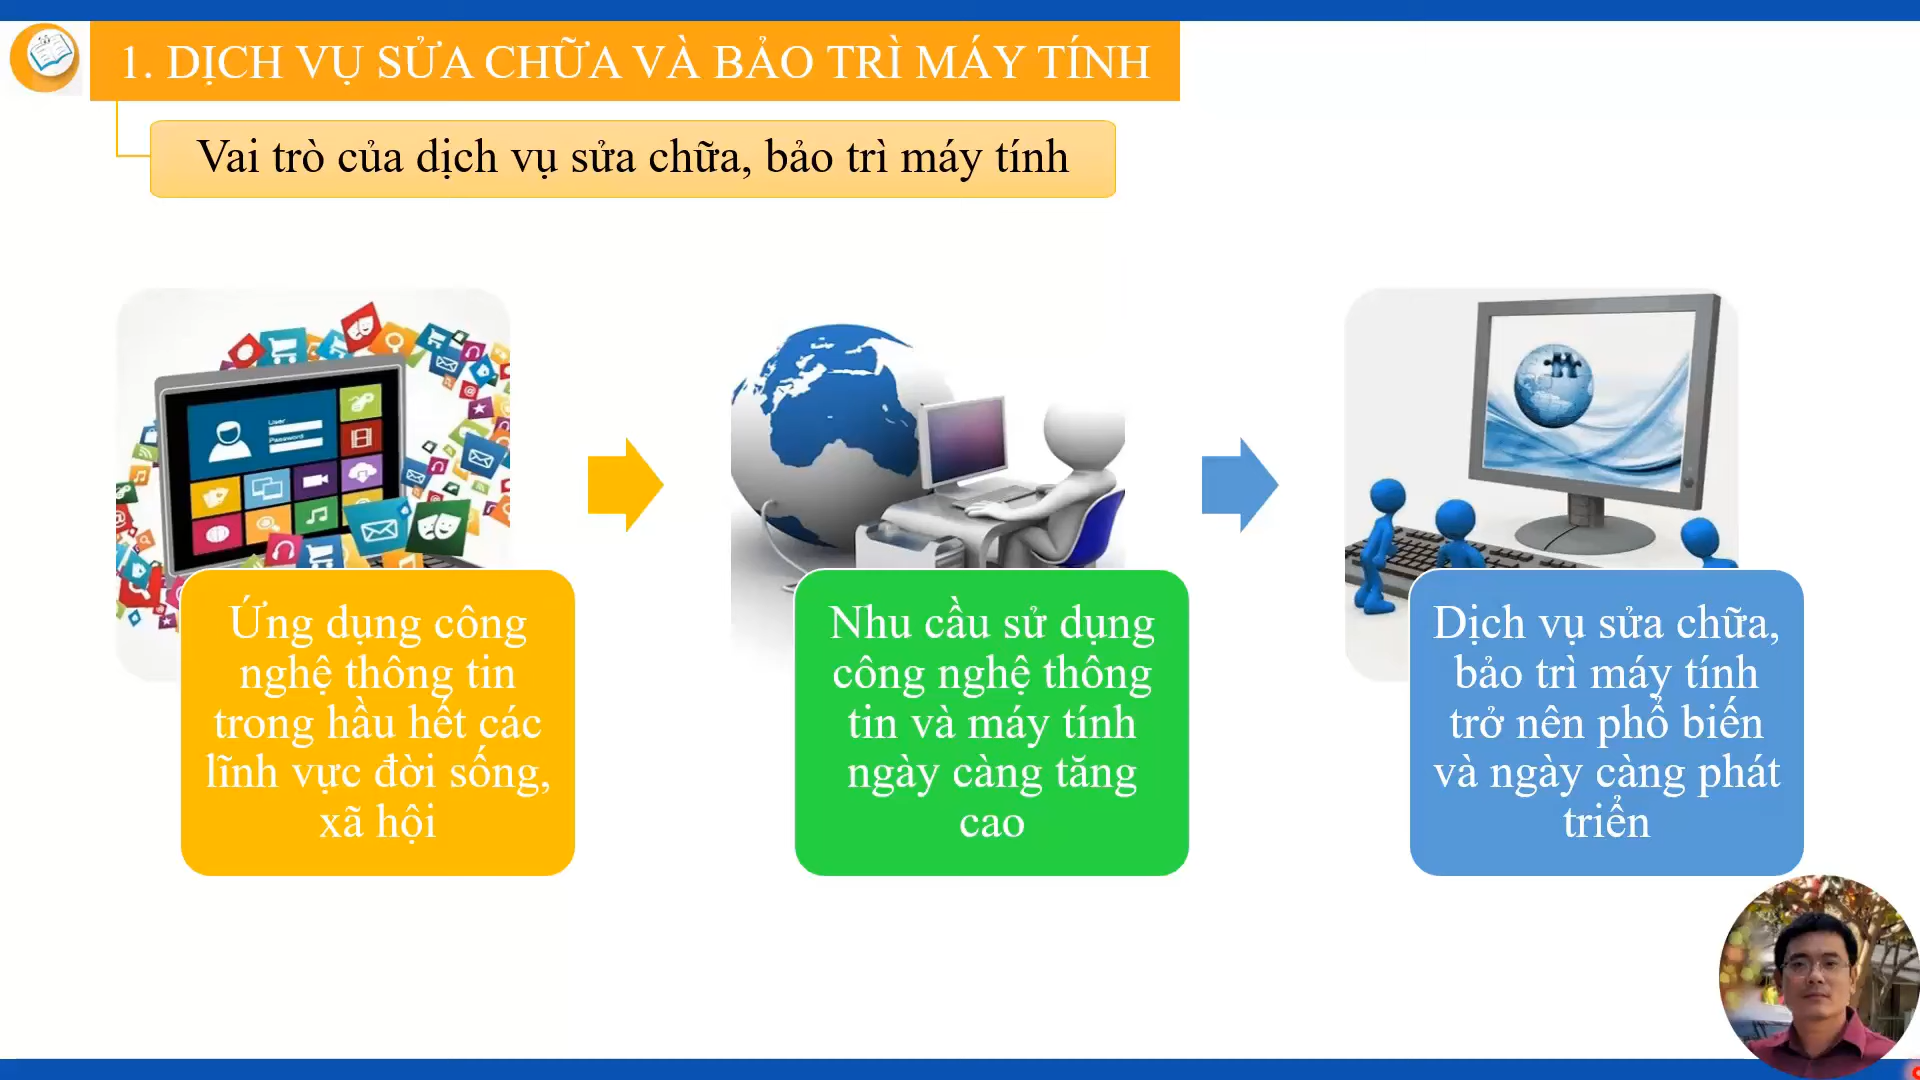 1. DỊCH VỤ SỬA CHỮA VÀ BẢO TRÌ MÁY TÍNH
Vai trò của dịch vụ sửa chữa, bảo trì máy tính
User
Password
Ứng dụng công
nghệ thông tin
trong hầu hết các
lĩnh vực đời sống,
xã hội
Nhu cầu sử dụng
công nghệ thông
tin và máy tính
ngày càng tăng
cao
Dịch vụ sửa chữa,
bảo trì máy tính
trở nên phổ biến
và ngày càng phát
triển